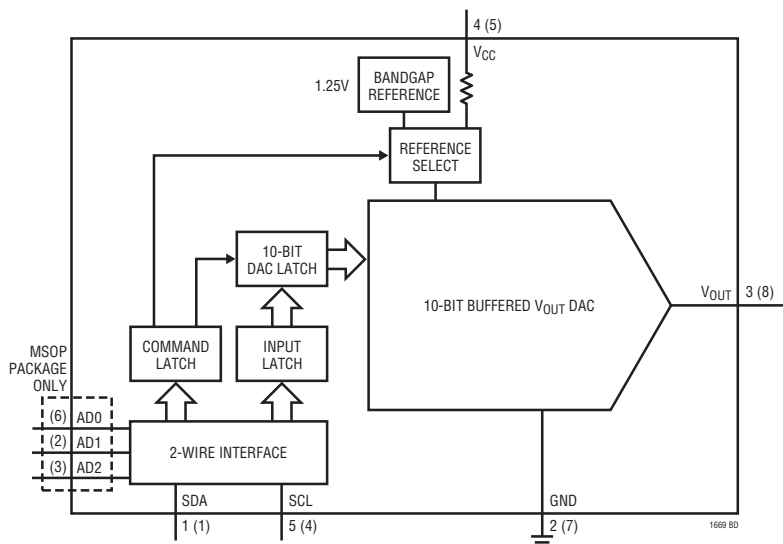 4 (5)
VCC
1.25V
BANDGAP
REFERENCE
REFERENCE
SELECT
10-BIT
DAC LATCH
10-BIT BUFFERED VOUT DAC
VOUT
3 (8)
MSOP
PACKAGE
ONLY
COMMAND
LATCH
INPUT
LATCH
(6) AD0
(2) AD1
(3) AD2
2-WIRE INTERFACE
SDA
SCL
GND
1 (1)
5 (4)
2 (7)
1669 BD